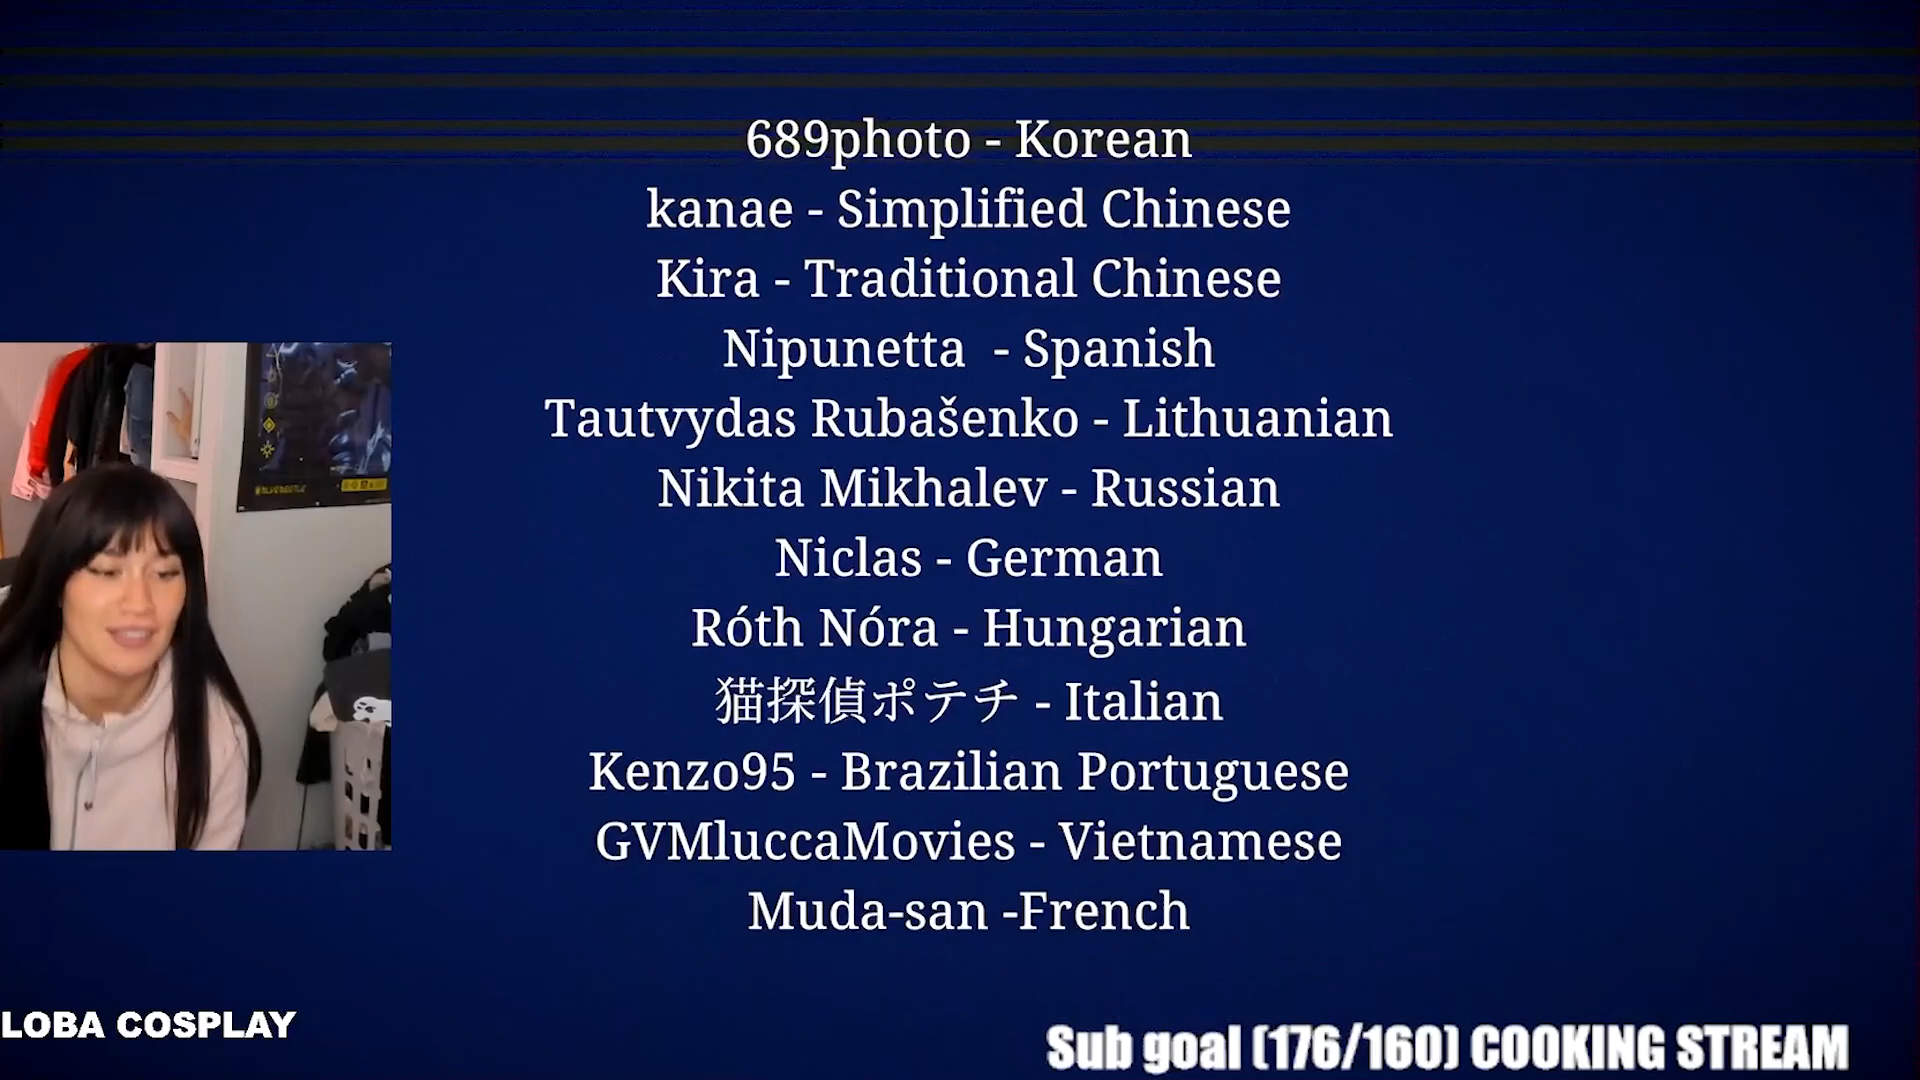 689photo - Korean
kanae - Simplified Chinese
Kira - Traditional Chinese
Nipunetta - Spanish
Tautvydas Rubašenko - Lithuanian
Nikita Mikhalev - Russian
Niclas - German
Róth Nóra - Hungarian
猫探偵ポテチ - Italian
Kenzo95 - Brazilian Portuguese
GVMluccaMovies - Vietnamese
Muda-san -French
LOBA COSPLAY
Sub goal (176/160) COOKING STREAM